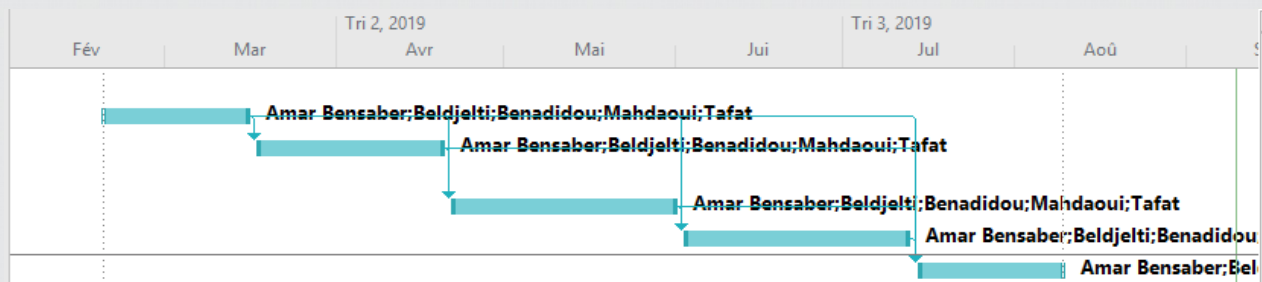 Tri 2, 2019 Tri 3, 2019
Fév Mar Avr Mai Jui Jul Aoû
Amar Bensaber;Beldjelti;Benadidou;Mahdaoui;Tafat
Amar Bensaber;Beldjelti;Benadidou;Mahdaoui;Tafat
Amar Bensaber;Beldjelti;Benadidou;Mahdaoui;Tafat
Amar Bensaber;Beldjelti;Benadidou
Amar Bensaber;Bel